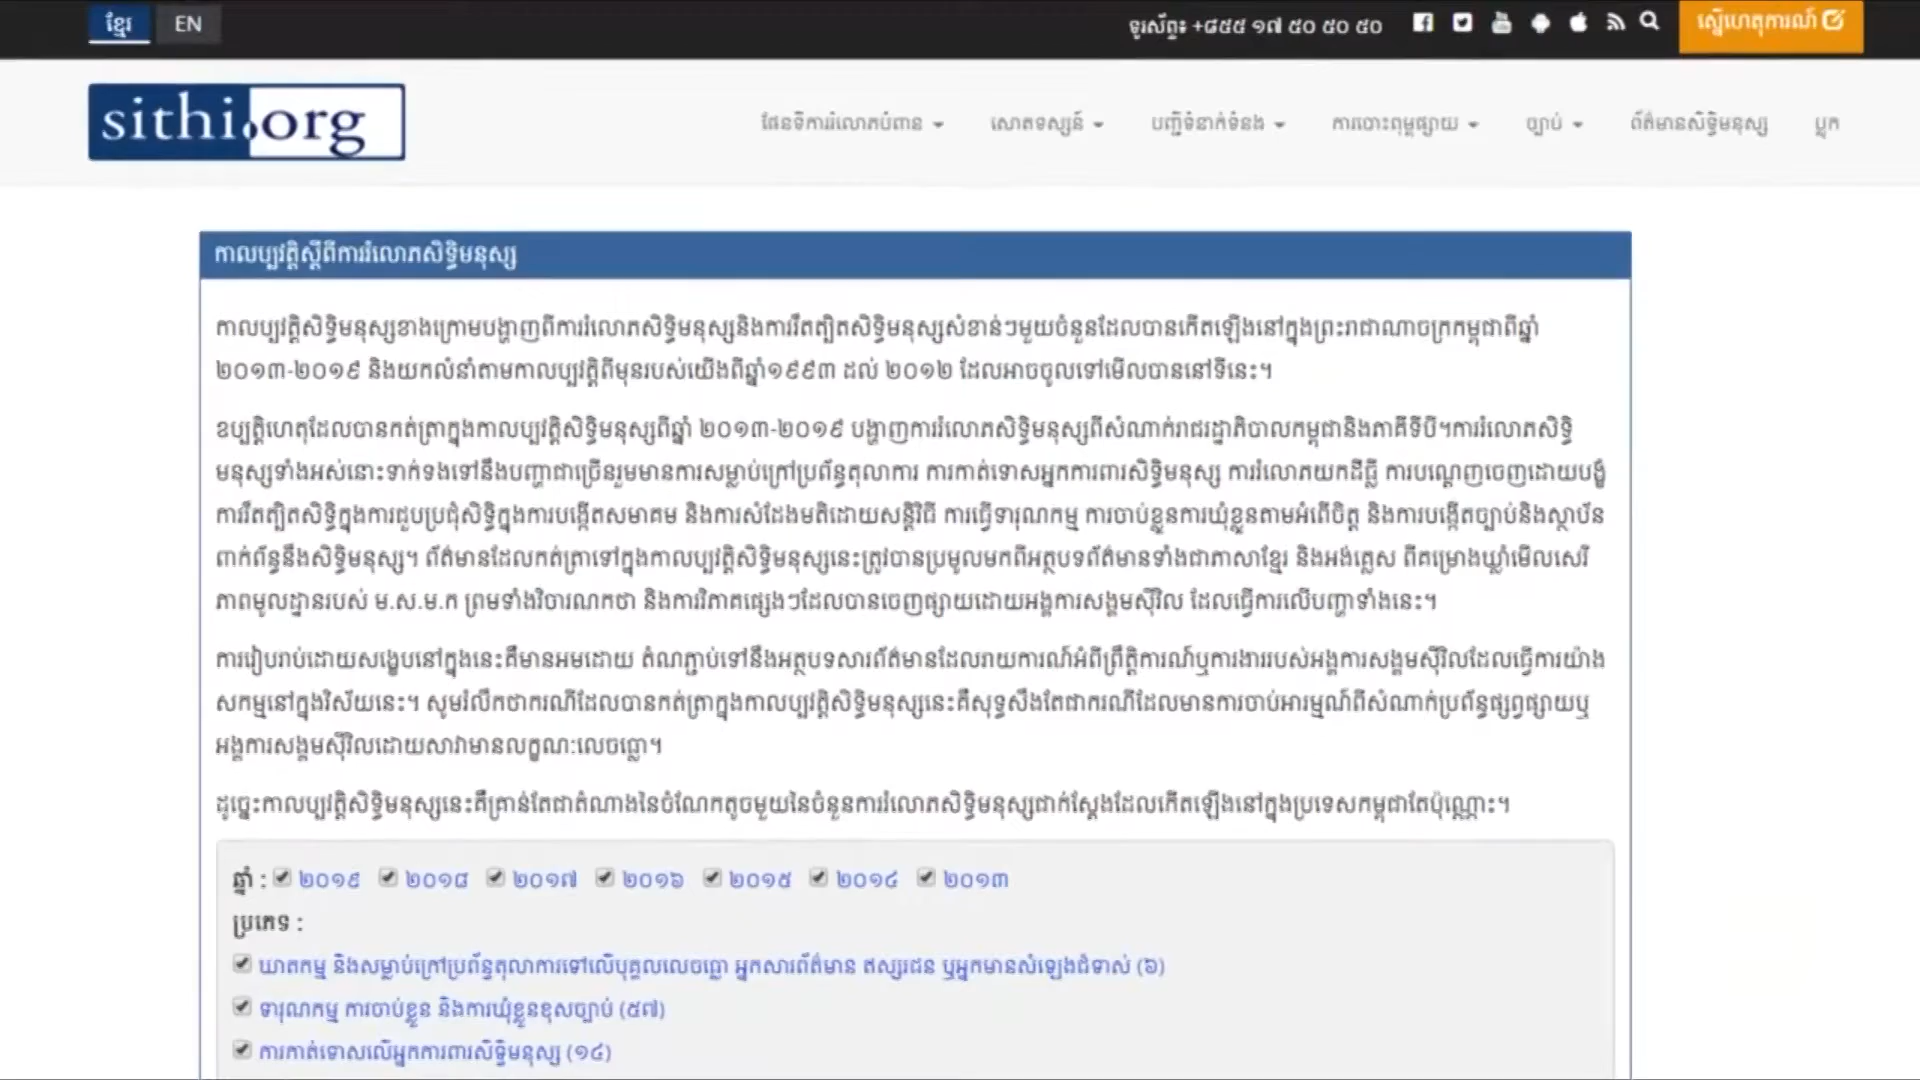 ខ្មែរ EN ទូរស័ព្ទ៖ +៨៥៥ ១៧ ៥០ ៥០ ៥០ ស្នើហេតុការណ៍
sithi.org
ផែនទីការរំលោភបំពាន សោតទស្សន៍ បញ្ជីទំនាក់ទំនង ការបោះពុម្ពផ្សាយ ច្បាប់ ព័ត៌មានសិទ្ធិមនុស្ស ប្លុក
កាលប្បវត្តិស្តីពីការរំលោភសិទ្ធិមនុស្ស
កាលប្បវត្តិសិទ្ធិមនុស្សខាងក្រោមបង្ហាញពីការរំលោភសិទ្ធិមនុស្សនិងការរឹតត្បិតសិទ្ធិមនុស្សសំខាន់ៗមួយចំនួនដែលបានកើតឡើងនៅក្នុងព្រះរាជាណាចក្រកម្ពុជាពីឆ្នាំ
២០១៣-២០១៩ និងយកលំនាំតាមកាលប្បវត្តិពីមុនរបស់យើងពីឆ្នាំ១៩៩៣ ដល់ ២០១២ ដែលអាចចូលទៅមើលបាននៅទីនេះ។
ឧប្បត្តិហេតុដែលបានកត់ត្រាក្នុងកាលប្បវត្តិសិទ្ធិមនុស្សពីឆ្នាំ ២០១៣-២០១៩ បង្ហាញការរំលោភសិទ្ធិមនុស្សពីសំណាក់រាជរដ្ឋាភិបាលកម្ពុជានិងភាគីទីបី។ការរំលោភសិទ្ធិ
មនុស្សទាំងអស់នោះទាក់ទងទៅនឹងបញ្ហាជាច្រើនរួមមានការសម្លាប់ក្រៅប្រព័ន្ធតុលាការ ការកាត់ទោសអ្នកការពារសិទ្ធិមនុស្ស ការរំលោភយកដីធ្លី ការបណ្តេញចេញដោយបង្ខំ
ការរឹតត្បិតសិទ្ធិក្នុងការជួបប្រជុំសិទ្ធិក្នុងការបង្កើតសមាគម និងការសំដែងមតិដោយសន្តិវិធី ការធ្វើទារុណកម្ម ការចាប់ខ្លួនការឃុំខ្លួនតាមអំពើចិត្ត និងការបង្កើតច្បាប់និងស្ថាប័ន
ពាក់ព័ន្ធនឹងសិទ្ធិមនុស្ស។ ព័ត៌មានដែលកត់ត្រាទៅក្នុងកាលប្បវត្តិសិទ្ធិមនុស្សនេះត្រូវបានប្រមូលមកពីអត្ថបទព័ត៌មានទាំងជាភាសាខ្មែរ និងអង់គ្លេស ពីគម្រោងឃ្លាំមើលសេរី
ភាពមូលដ្ឋានរបស់ ម.ស.ម.ក ព្រមទាំងវិចារណកថា និងការវិភាគផ្សេងៗដែលបានចេញផ្សាយដោយអង្គការសង្គមស៊ីវិល ដែលធ្វើការលើបញ្ហាទាំងនេះ។
ការរៀបរាប់ដោយសង្ខេបនៅក្នុងនេះគឺមានអមដោយ តំណភ្ជាប់ទៅនឹងអត្ថបទសារព័ត៌មានដែលរាយការណ៍អំពីព្រឹត្តិការណ៍ឬការងាររបស់អង្គការសង្គមស៊ីវិលដែលធ្វើការយ៉ាង
សកម្មនៅក្នុងវិស័យនេះ។ សូមរំលឹកថាករណីដែលបានកត់ត្រាក្នុងកាលប្បវត្តិសិទ្ធិមនុស្សនេះគឺសុទ្ធសឹងតែជាករណីដែលមានការចាប់អារម្មណ៍ពីសំណាក់ប្រព័ន្ធផ្សព្វផ្សាយឬ
អង្គការសង្គមស៊ីវិលដោយសាវាមានលក្ខណៈលេចធ្លោ។
ដូច្នេះកាលប្បវត្តិសិទ្ធិមនុស្សនេះគឺគ្រាន់តែជាតំណាងនៃចំណែកតូចមួយនៃចំនួនការរំលោភសិទ្ធិមនុស្សជាក់ស្តែងដែលកើតឡើងនៅក្នុងប្រទេសកម្ពុជាតែប៉ុណ្ណោះ។
ឆ្នាំ : ២០១៩ ២០១៨ ២០១៧ ២០១៦ ២០១៥ ២០១៤ ២០១៣
ប្រភេទ :
ឃាតកម្ម និងសម្លាប់ក្រៅប្រព័ន្ធតុលាការទៅលើបុគ្គលលេចធ្លោ អ្នកសារព័ត៌មាន ឥស្សរជន ឬអ្នកមានសំឡេងជំទាស់ (៦)
ទារុណកម្ម ការចាប់ខ្លួន និងការឃុំខ្លួនខុសច្បាប់ (៥៧)
ការកាត់ទោសលើអ្នកការពារសិទ្ធិមនុស្ស (១៤)